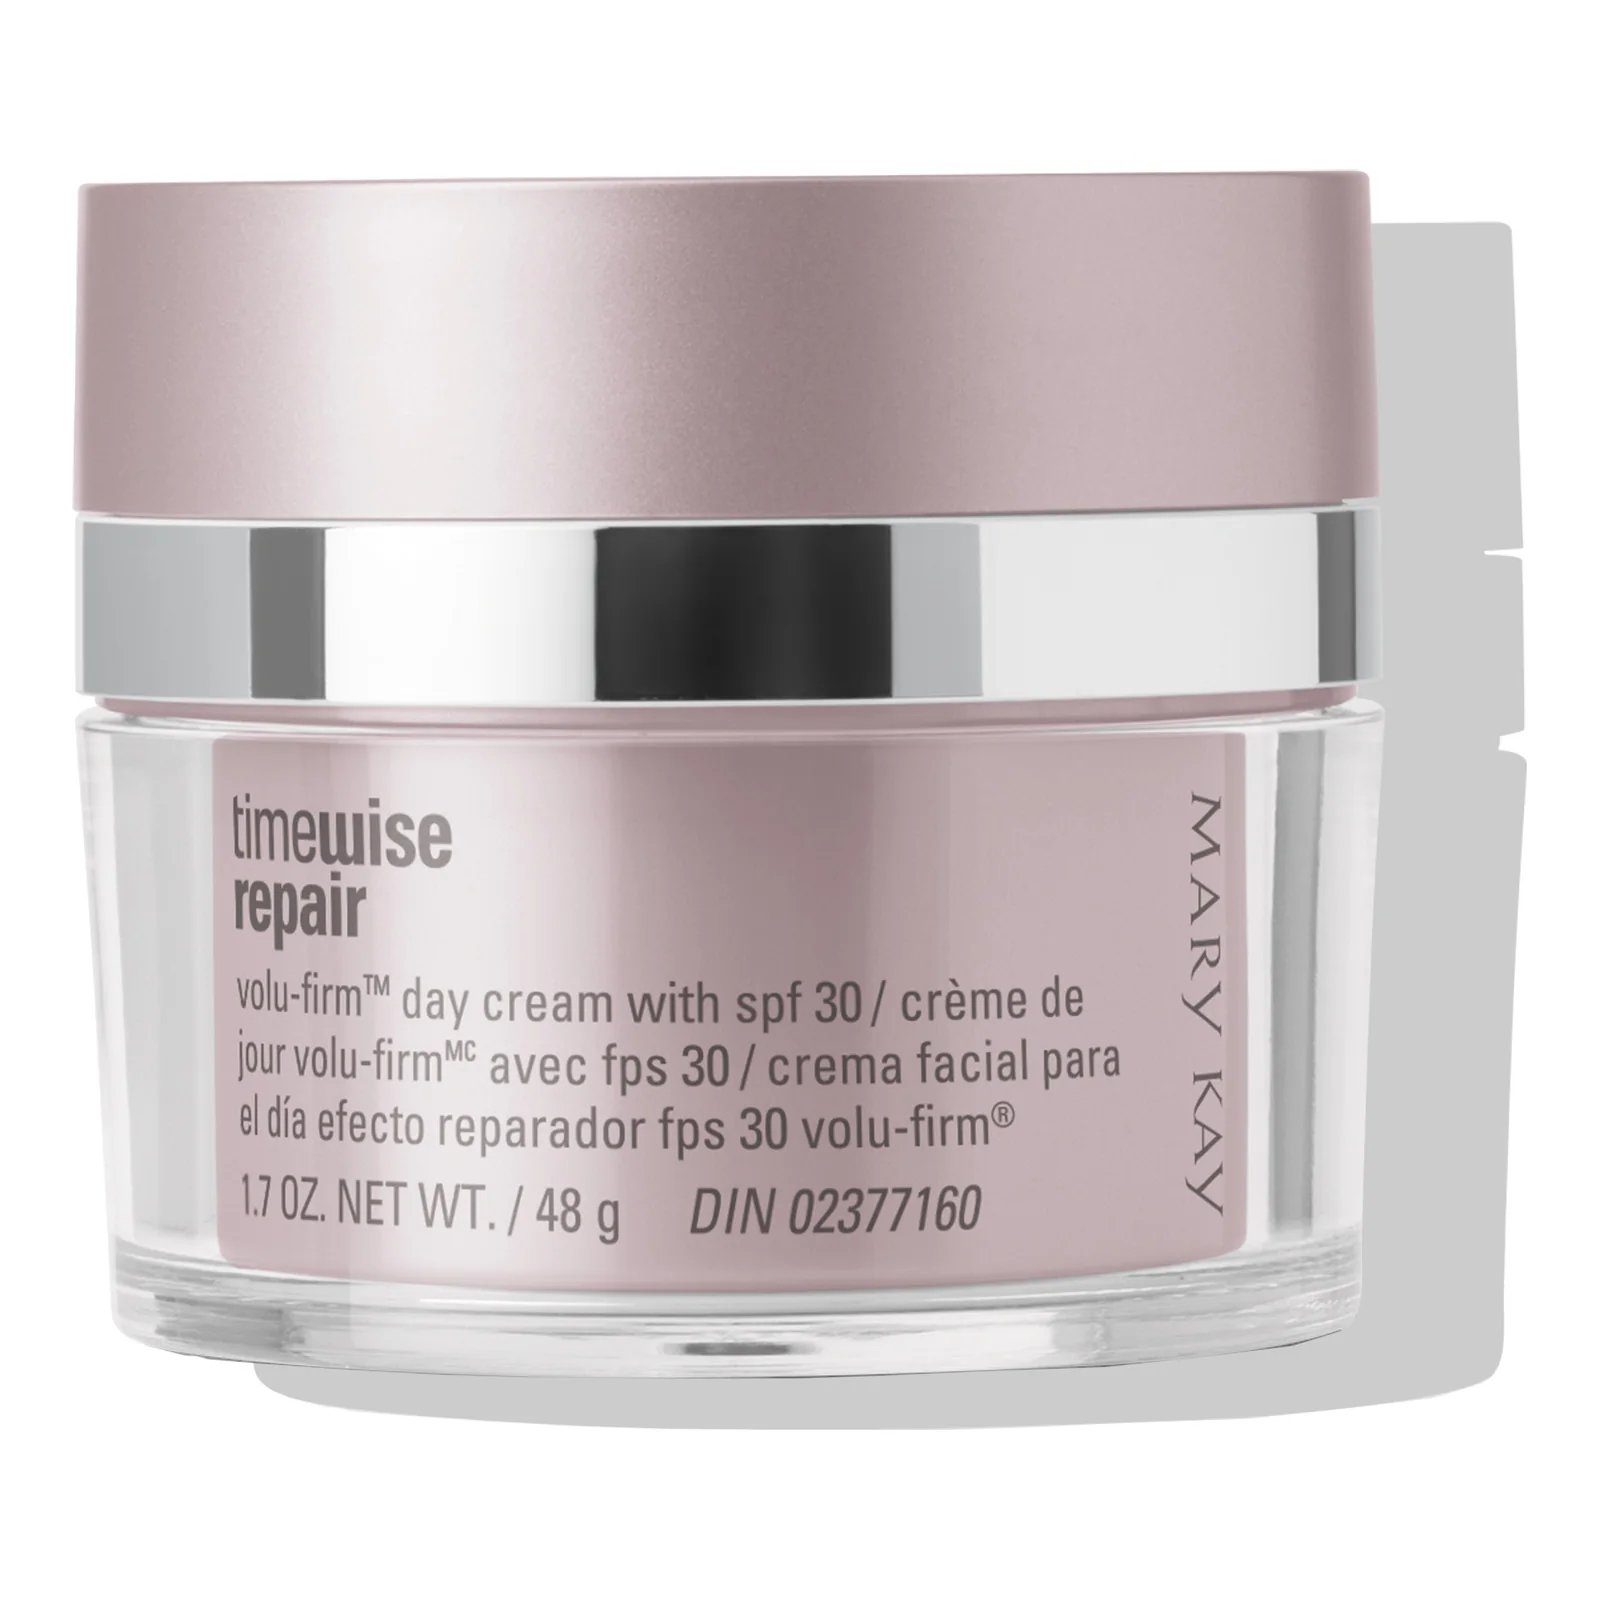 timewise
repair
volu-firm™ day cream with spf 30 / crème de
jour volu-firmᴹᶜ avec fps 30 / crema facial para
el día efecto reparador fps 30 volu-firm®
1.7 OZ. NET WT. / 48 g DIN 02377160
MARY KAY